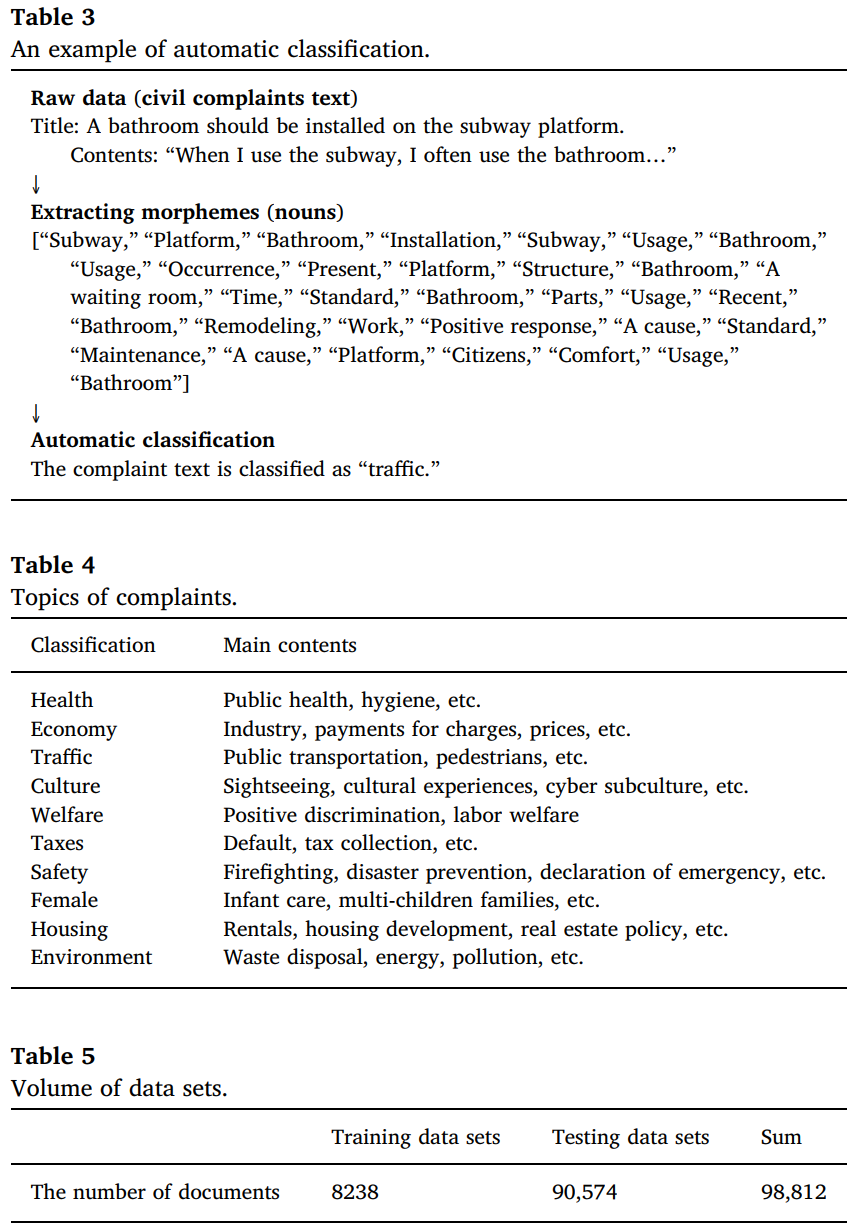 Table 3
An example of automatic classification.
Raw data (civil complaints text)
Title: A bathroom should be installed on the subway platform.
Contents: “When I use the subway, I often use the bathroom…”
↓
Extracting morphemes (nouns)
[“Subway,” “Platform,” “Bathroom,” “Installation,” “Subway,” “Usage,” “Bathroom,”
“Usage,” “Occurrence,” “Present,” “Platform,” “Structure,” “Bathroom,” “A
waiting room,” “Time,” “Standard,” “Bathroom,” “Parts,” “Usage,” “Recent,”
“Bathroom,” “Remodeling,” “Work,” “Positive response,” “A cause,” “Standard,”
“Maintenance,” “A cause,” “Platform,” “Citizens,” “Comfort,” “Usage,”
“Bathroom”]
↓
Automatic classification
The complaint text is classified as “traffic.”
Table 4
Topics of complaints.
Classification Main contents
Health Public health, hygiene, etc.
Economy Industry, payments for charges, prices, etc.
Traffic Public transportation, pedestrians, etc.
Culture Sightseeing, cultural experiences, cyber subculture, etc.
Welfare Positive discrimination, labor welfare
Taxes Default, tax collection, etc.
Safety Firefighting, disaster prevention, declaration of emergency, etc.
Female Infant care, multi-children families, etc.
Housing Rentals, housing development, real estate policy, etc.
Environment Waste disposal, energy, pollution, etc.
Table 5
Volume of data sets.
Training data sets Testing data sets Sum
The number of documents 8238 90,574 98,812